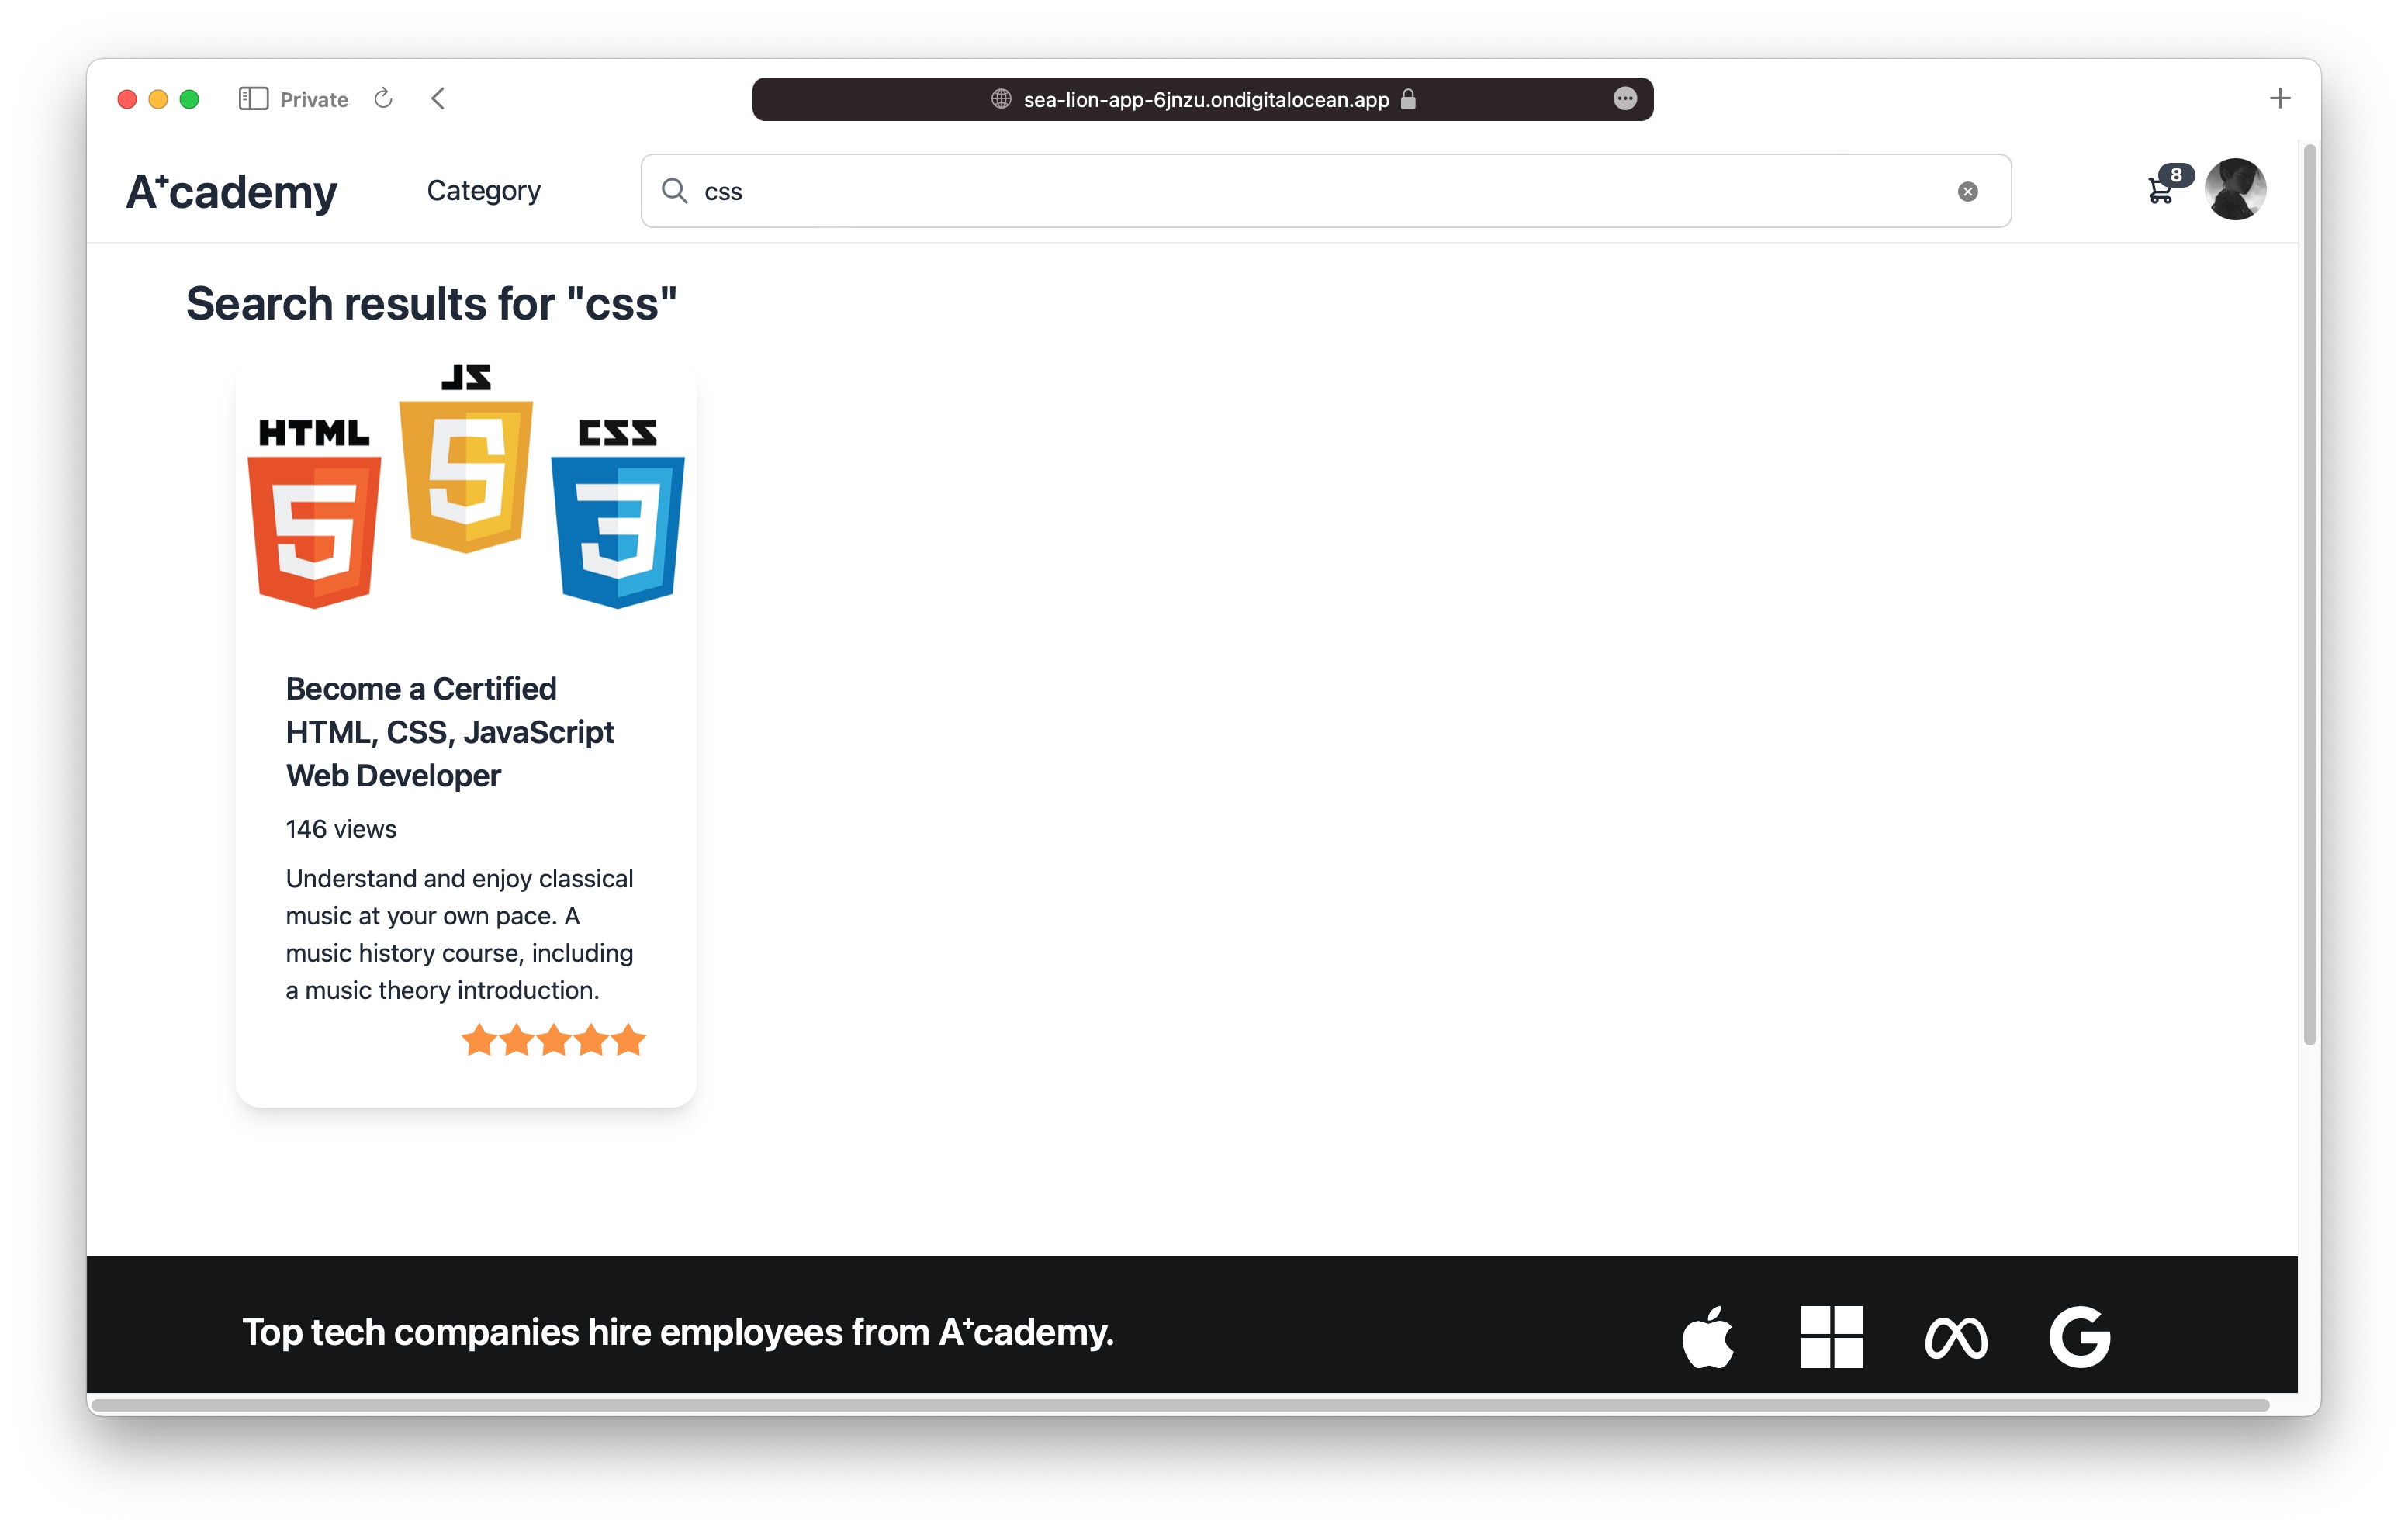 Private
sea-lion-app-6jnzu.ondigitalocean.app
A+cademy
Category
css
8
Search results for "css"
JS
HTML
CSS
5
5
3
Become a Certified
HTML, CSS, JavaScript
Web Developer
146 views
Understand and enjoy classical
music at your own pace. A
music history course, including
a music theory introduction.
Top tech companies hire employees from A+cademy.
G